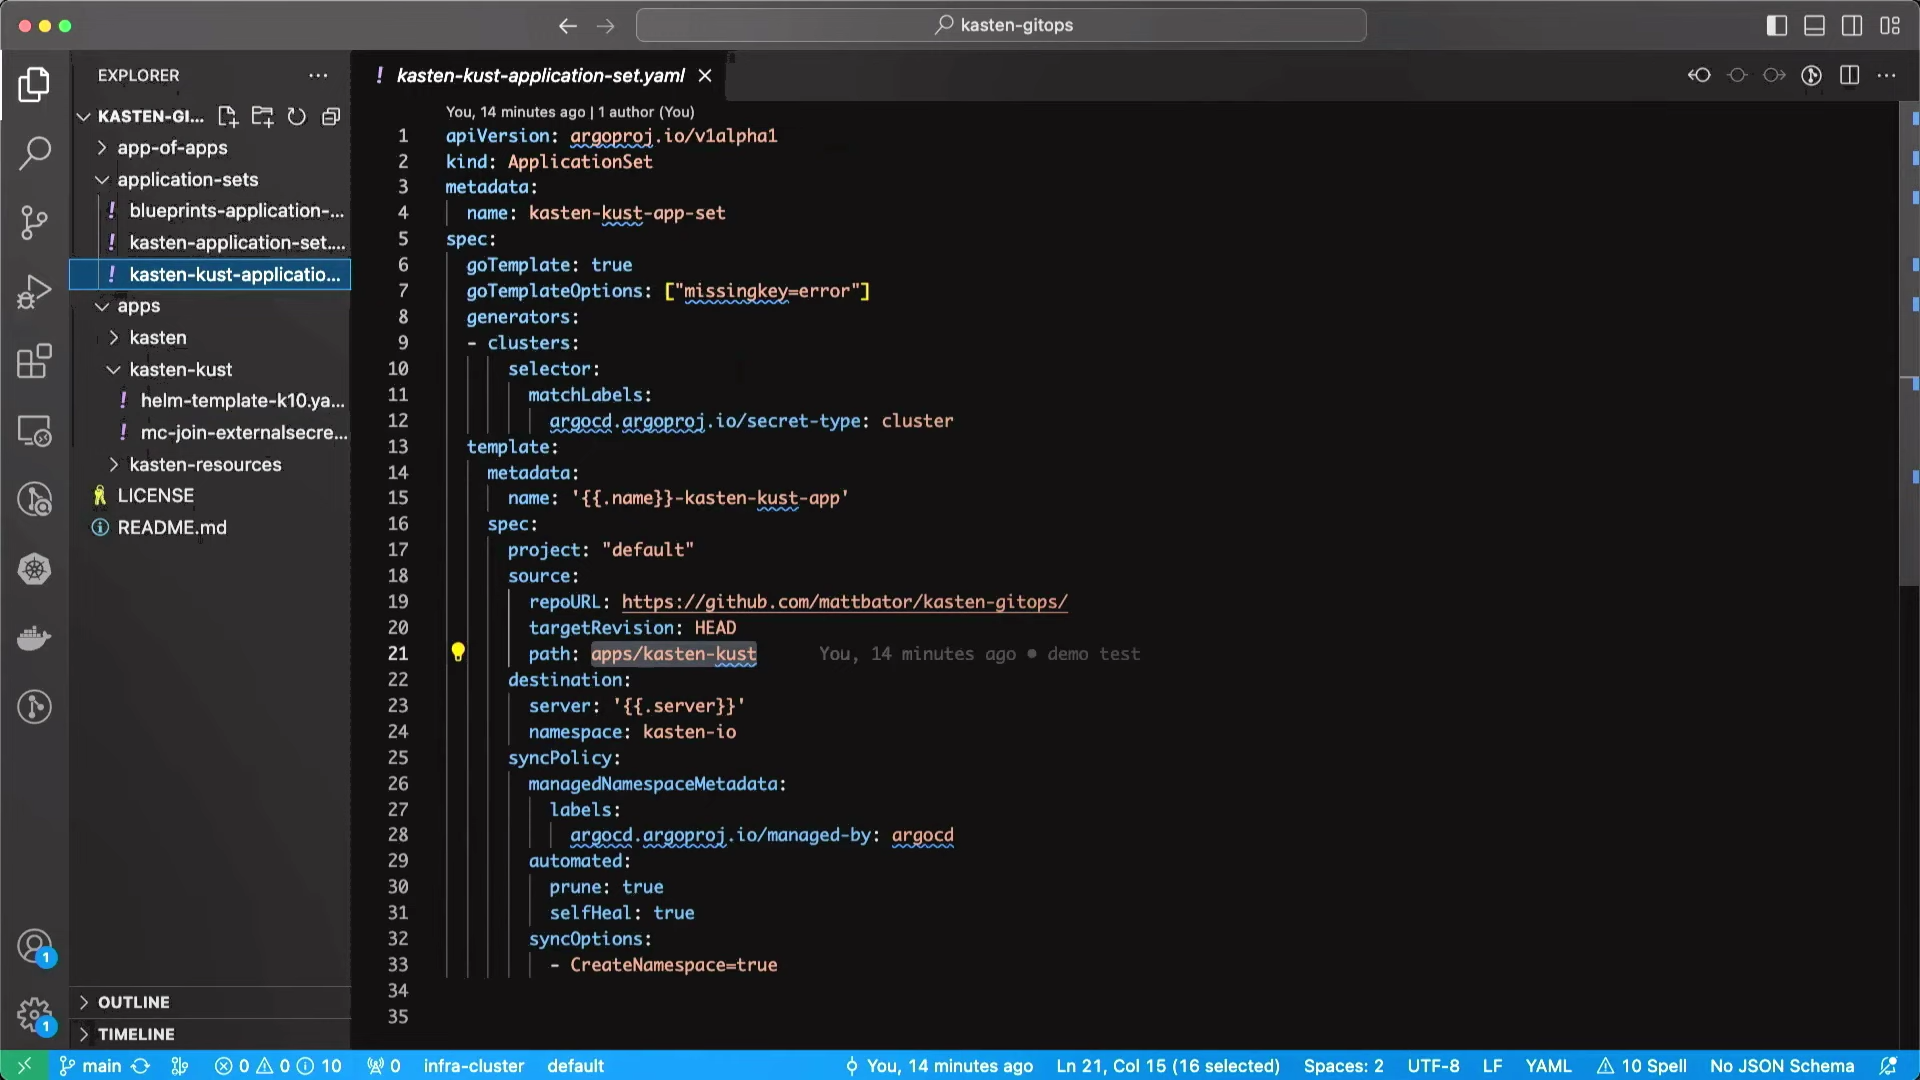 kasten-gitops
EXPLORER
KASTEN-GI...
app-of-apps
application-sets
blueprints-application-...
kasten-application-set....
kasten-kust-applicatio...
apps
kasten
kasten-kust
helm-template-k10.ya...
mc-join-externalsecre...
kasten-resources
LICENSE
README.md
OUTLINE
TIMELINE
1
1
kasten-kust-application-set.yaml
You, 14 minutes ago | 1 author (You)
1 apiVersion: argoproj.io/v1alpha1
2 kind: ApplicationSet
3 metadata:
4 name: kasten-kust-app-set
5 spec:
6 goTemplate: true
7 goTemplateOptions: ["missingkey=error"]
8 generators:
9 - clusters:
10 selector:
11 matchLabels:
12 argocd.argoproj.io/secret-type: cluster
13 template:
14 metadata:
15 name: '{{.name}}-kasten-kust-app'
16 spec:
17 project: "default"
18 source:
19 repoURL: https://github.com/mattbator/kasten-gitops/
20 targetRevision: HEAD
21 path: apps/kasten-kust You, 14 minutes ago • demo test
22 destination:
23 server: '{{.server}}'
24 namespace: kasten-io
25 syncPolicy:
26 managedNamespaceMetadata:
27 labels:
28 argocd.argoproj.io/managed-by: argocd
29 automated:
30 prune: true
31 selfHeal: true
32 syncOptions:
33 - CreateNamespace=true
34
35
main 0 0 10 0 infra-cluster default You, 14 minutes ago Ln 21, Col 15 (16 selected) Spaces: 2 UTF-8 LF YAML 10 Spell No JSON Schema